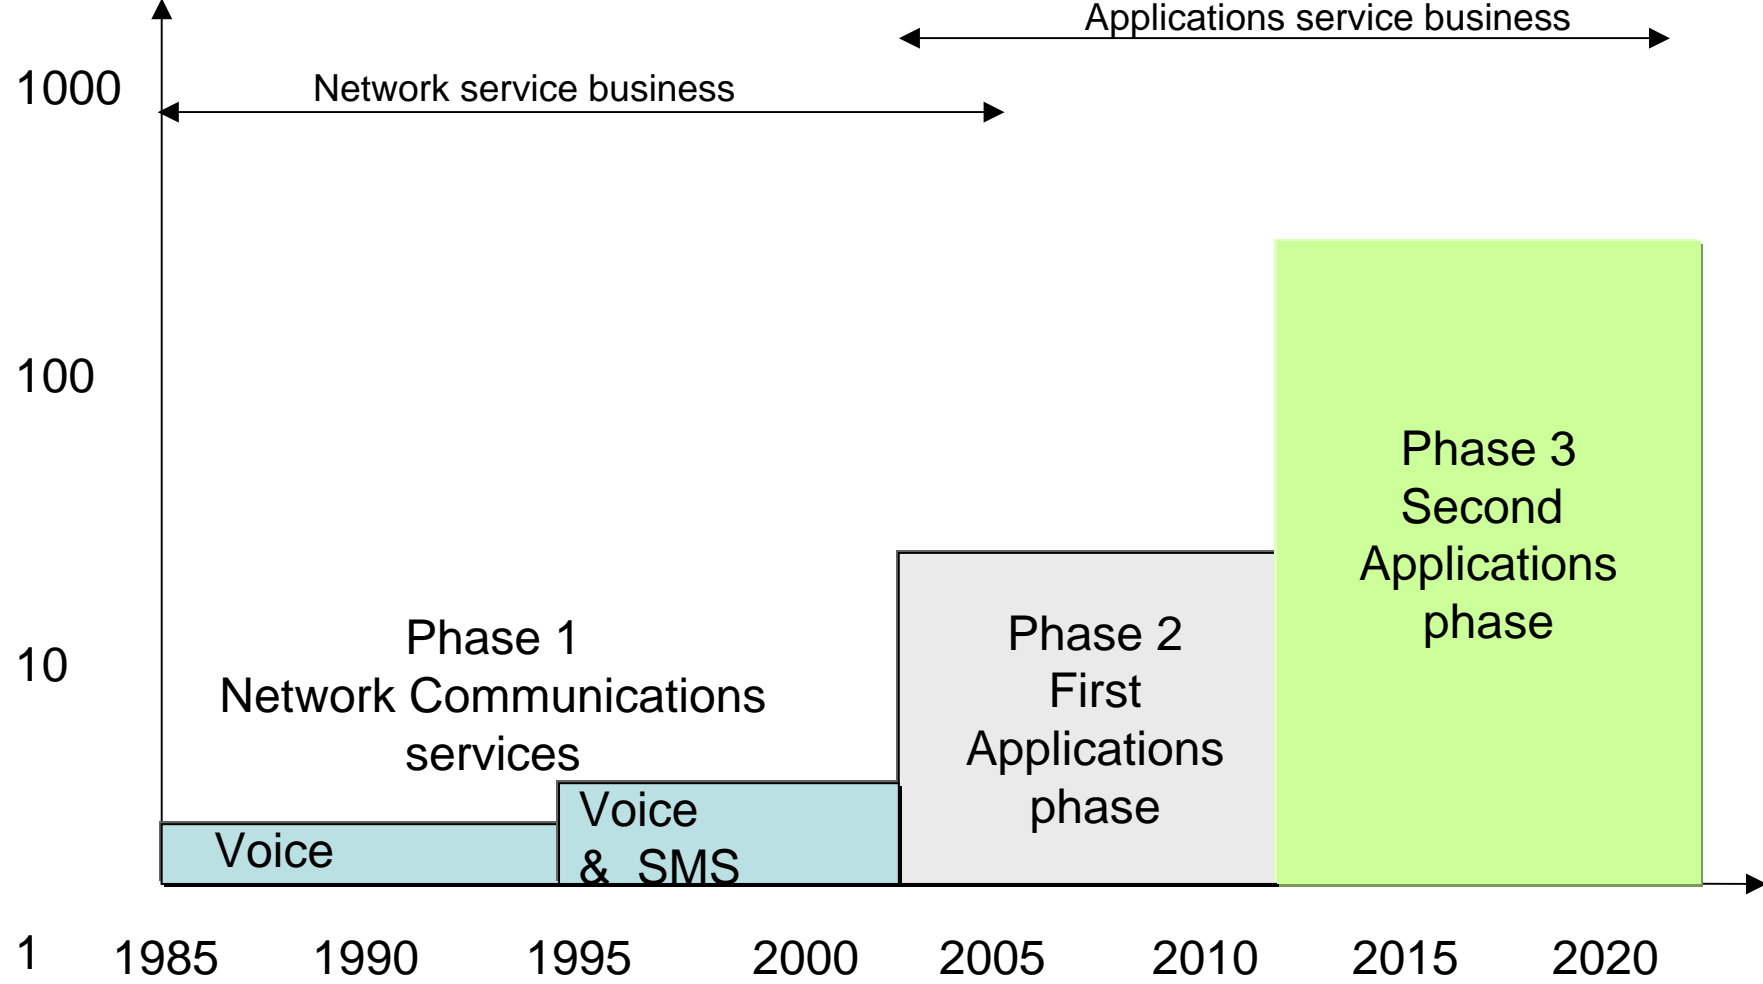 Applications service business
1000
Network service business
100
Phase 3
Second
Applications
phase
10
Phase 1
Network Communications
services
Phase 2
First
Applications
phase
Voice
Voice
& SMS
1
1985 1990 1995 2000 2005 2010 2015 2020